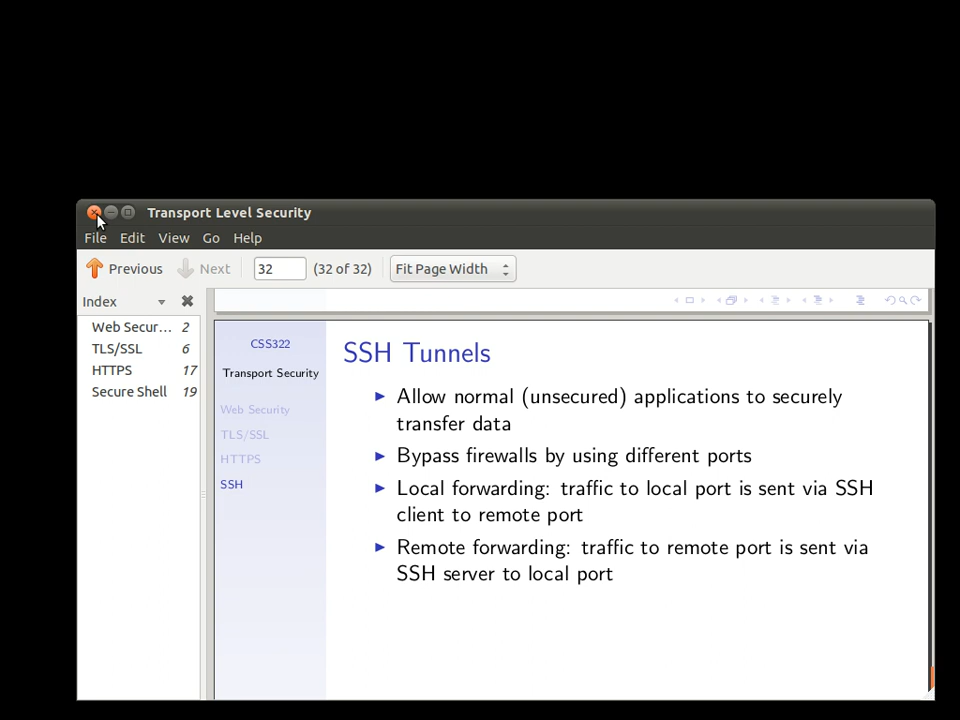 Transport Level Security
File Edit View Go Help
Previous Next 32 (32 of 32) Fit Page Width
Index
Web Secur... 2
TLS/SSL 6
HTTPS 17
Secure Shell 19
CSS322
Transport Security
Web Security
TLS/SSL
HTTPS
SSH
SSH Tunnels
Allow normal (unsecured) applications to securely
transfer data
Bypass firewalls by using different ports
Local forwarding: traffic to local port is sent via SSH
client to remote port
Remote forwarding: traffic to remote port is sent via
SSH server to local port